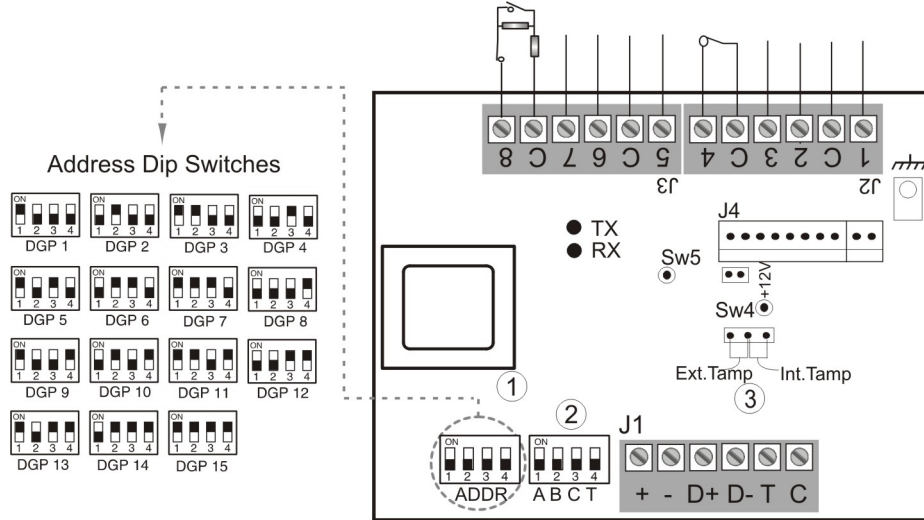 Address Dip Switches
ON
1 2 3 4
DGP 1
ON
1 2 3 4
DGP 2
ON
1 2 3 4
DGP 3
ON
1 2 3 4
DGP 4
ON
1 2 3 4
DGP 5
ON
1 2 3 4
DGP 6
ON
1 2 3 4
DGP 7
ON
1 2 3 4
DGP 8
ON
1 2 3 4
DGP 9
ON
1 2 3 4
DGP 10
ON
1 2 3 4
DGP 11
ON
1 2 3 4
DGP 12
ON
1 2 3 4
DGP 13
ON
1 2 3 4
DGP 14
ON
1 2 3 4
DGP 15
8 C 7 6 C 5
J3
4 C 3 2 C 1
J2
TX
RX
J4
Sw5
+12V
Sw4
Ext.Tamp
Int.Tamp
1
2
3
ON
1 2 3 4
ADDR
ON
1 2 3 4
A B C T
J1
+ - D+ D- T C